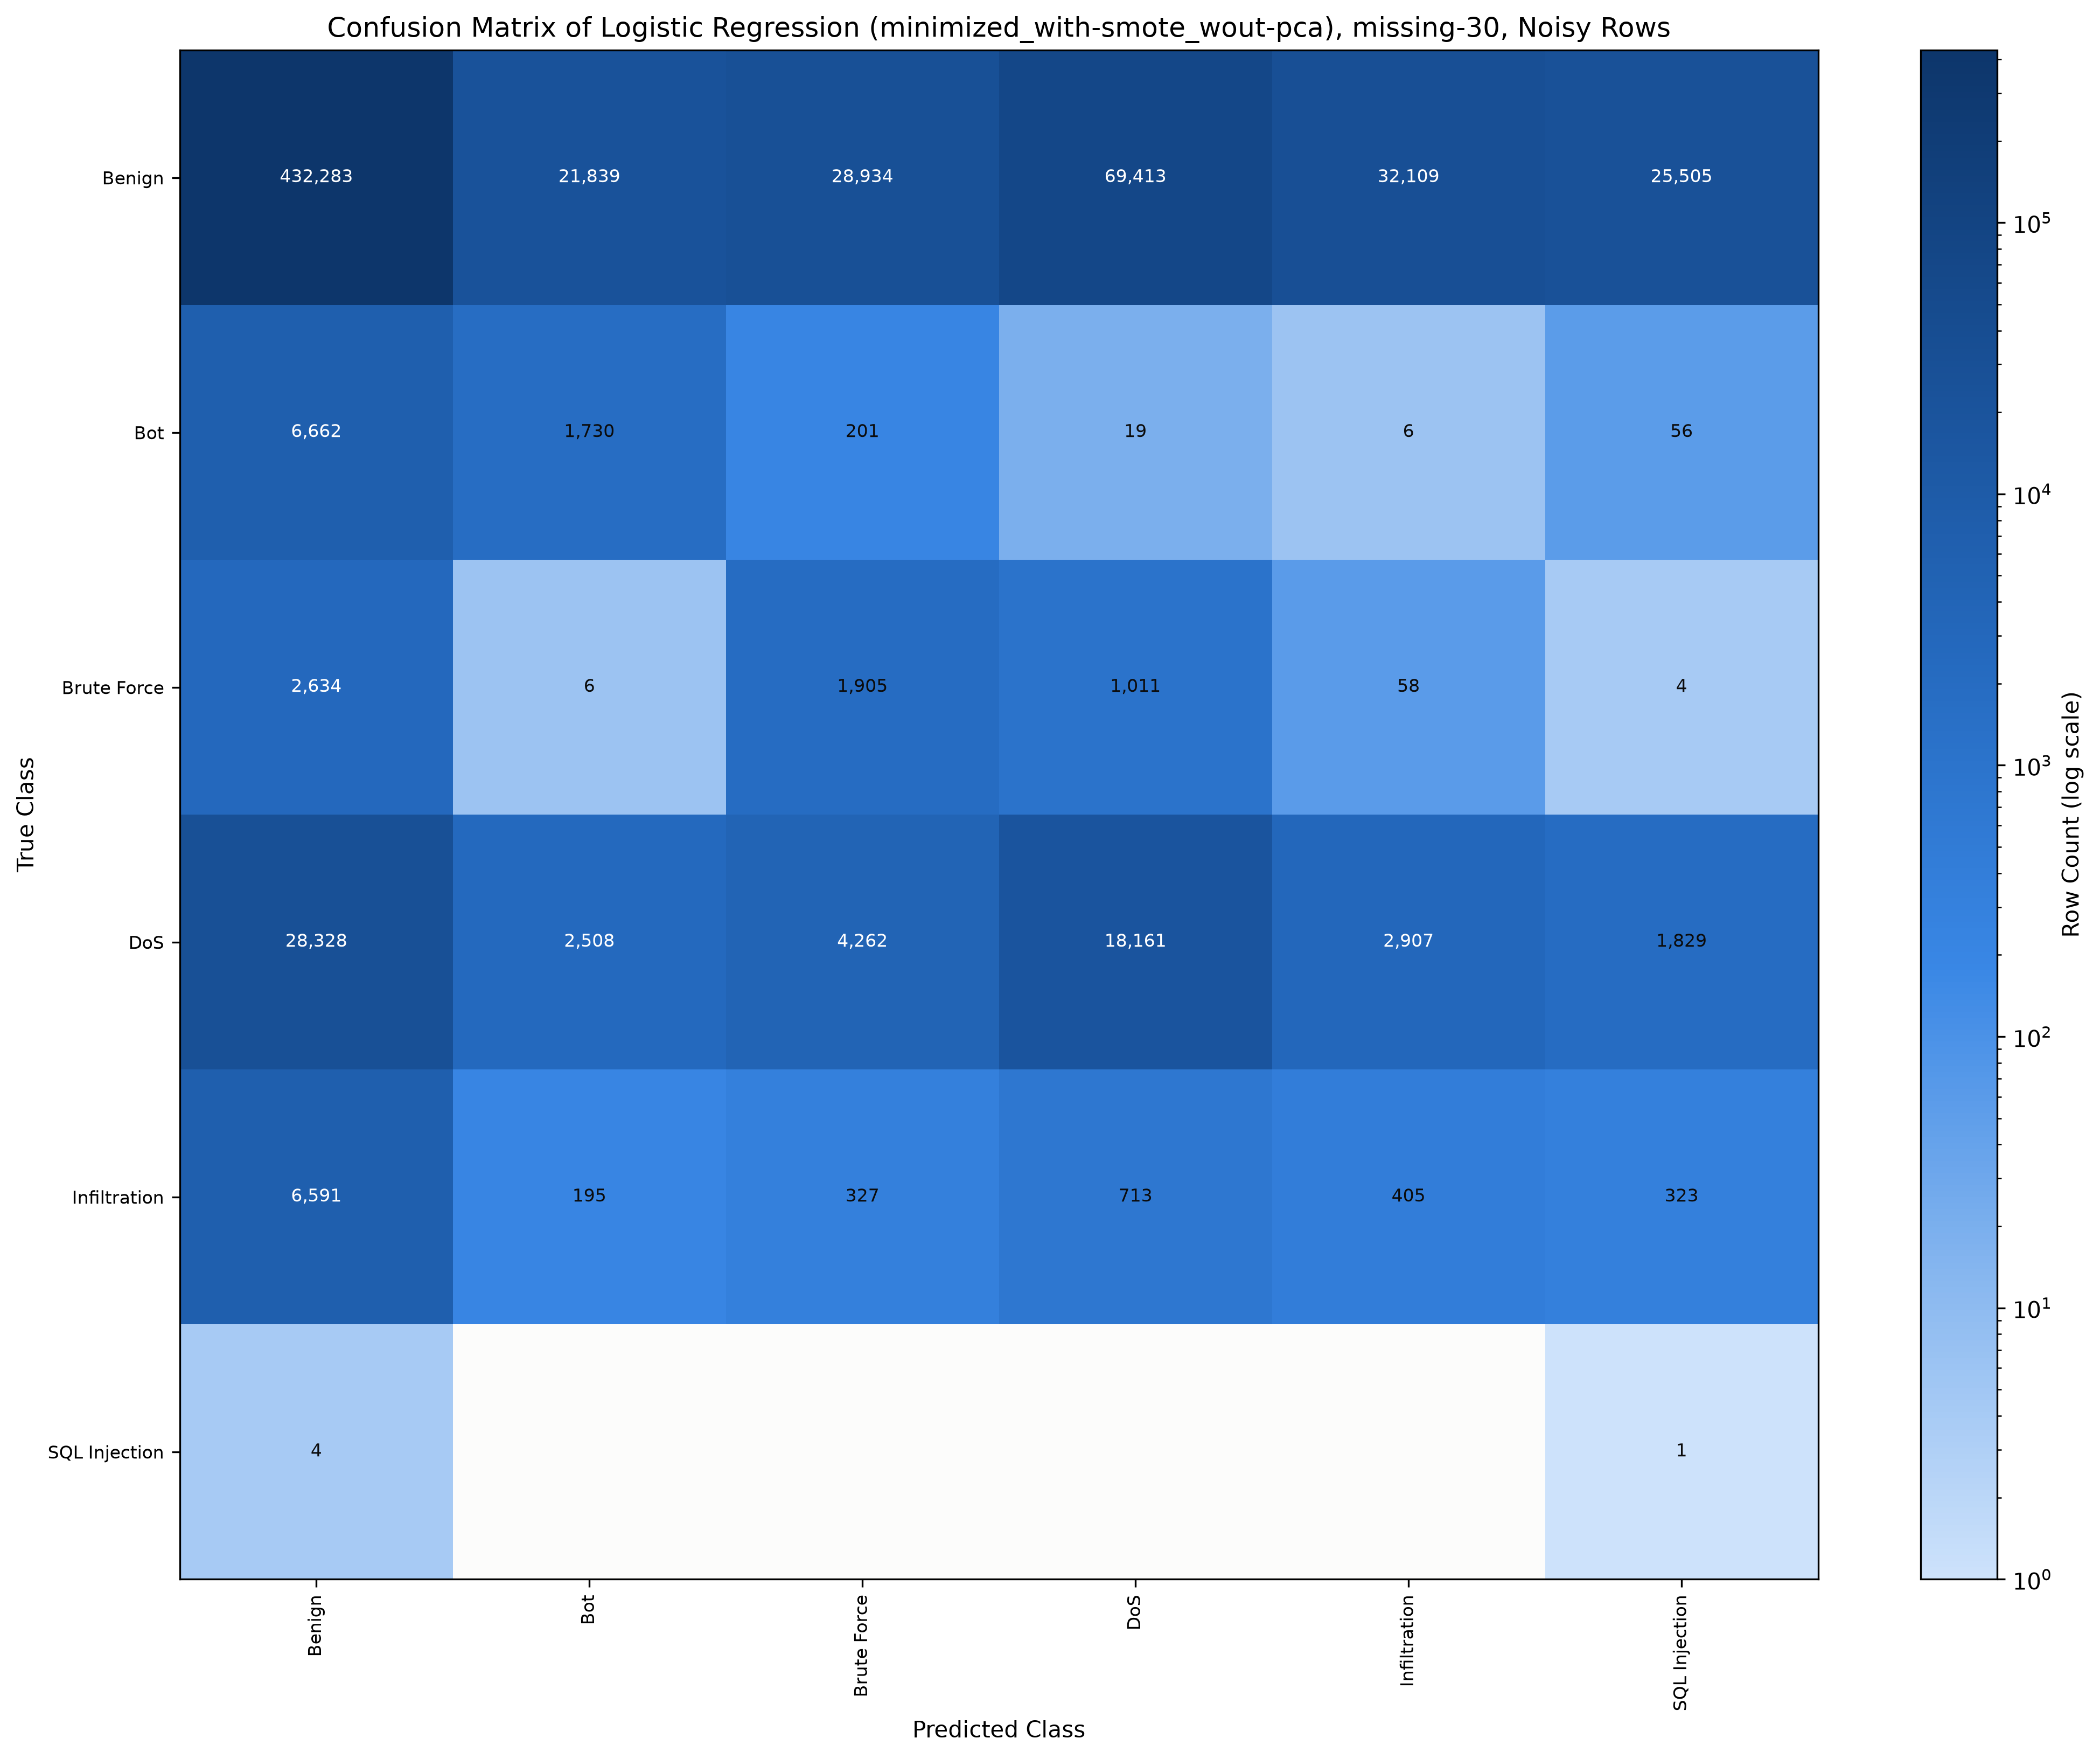 Confusion Matrix of Logistic Regression (minimized_with-smote_wout-pca), missing-30, Noisy Rows
True Class
Benign 432,283 21,839 28,934 69,413 32,109 25,505
Bot 6,662 1,730 201 19 6 56
Brute Force 2,634 6 1,905 1,011 58 4
DoS 28,328 2,508 4,262 18,161 2,907 1,829
Infiltration 6,591 195 327 713 405 323
SQL Injection 4 1
Benign Bot Brute Force DoS Infiltration SQL Injection
Predicted Class
10⁵
10⁴
10³
10²
10¹
10⁰
Row Count (log scale)